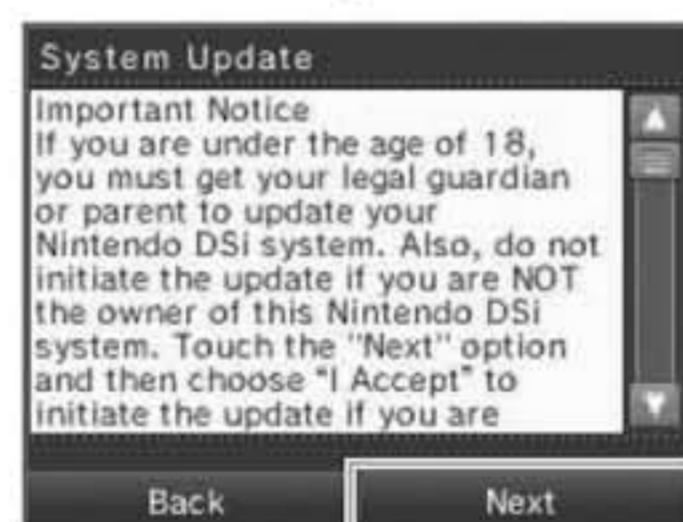 System Update
Important Notice
If you are under the age of 18,
you must get your legal guardian
or parent to update your
Nintendo DSi system. Also, do not
initiate the update if you are NOT
the owner of this Nintendo DSi
system. Touch the "Next" option
and then choose "I Accept" to
initiate the update if you are
Back
Next